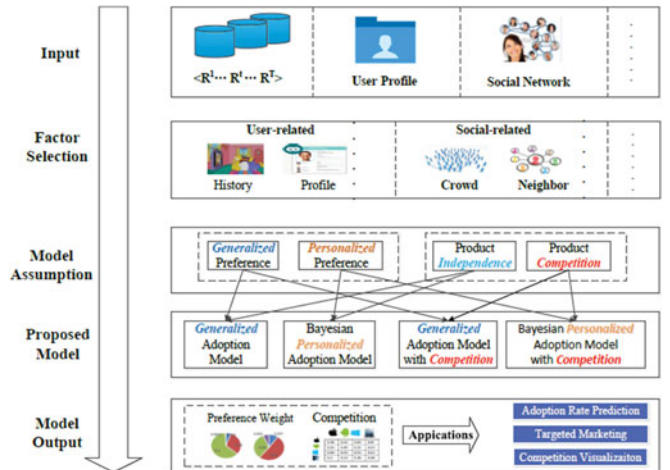 Input
<R¹... Rᵗ... Rᵀ>
User Profile
Social Network
Factor
Selection
User-related
Social-related
History
Profile
Crowd
Neighbor
Model
Assumption
Generalized
Preference
Personalized
Preference
Product
Independence
Product
Competition
Proposed
Model
Generalized
Adoption
Model
Bayesian
Personalized
Adoption Model
Generalized
Adoption Model
with Competition
Bayesian Personalized
Adoption Model
with Competition
Model
Output
Preference Weight
Competition
Appications
Adoption Rate Prediction
Targeted Marketing
Competition Visualizaiton